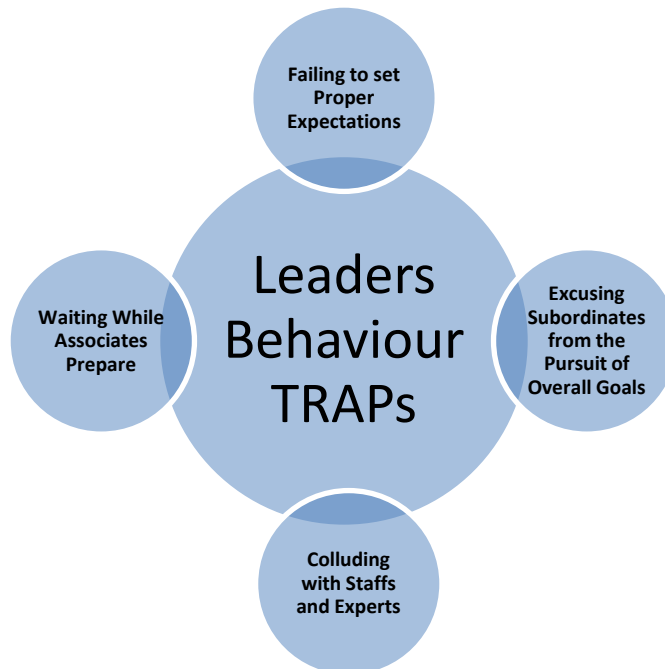 Failing to set
Proper
Expectations
Leaders
Behaviour
TRAPs
Waiting While
Associates
Prepare
Excusing
Subordinates
from the
Pursuit of
Overall Goals
Colluding
with Staffs
and Experts